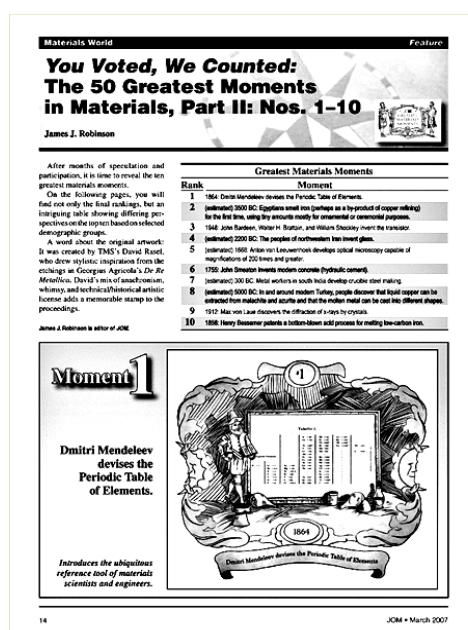 Materials World
Feature
You Voted, We Counted:
The 50 Greatest Moments
in Materials, Part II: Nos. 1–10
James J. Robinson
After months of speculation and
participation, it is time to reveal the ten
greatest materials moments.
On the following pages, you will
find not only the final rankings, but an
intriguing table showing differing per-
spectives on the top ten based on selected
demographic groups.
A word about the original artwork:
It was created by TMS's David Rasel,
who drew stylistic inspiration from the
etchings in Georgius Agricola's De Re
Metallica. David's mix of anachronism,
whimsy, and technical/historical artistic
license adds a memorable stamp to the
proceedings.
James J. Robinson is editor of JOM.
Greatest Materials Moments
Rank Moment
1 1864: Dmitri Mendeleev devises the Periodic Table of Elements.
2 (estimated) 3500 BC: Egyptians smelt iron (perhaps as a by-product of copper refining)
for the first time, using tiny amounts mostly for ornamental or ceremonial purposes.
3 1948: John Bardeen, Walter H. Brattain, and William Shockley invent the transistor.
4 (estimated) 2200 BC: The peoples of northwestern Iran invent glass.
5 (estimated) 1668: Anton van Leeuwenhoek develops optical microscopy capable of
magnifications of 200 times and greater.
6 1755: John Smeaton invents modern concrete (hydraulic cement).
7 (estimated) 300 BC: Metal workers in south India develop crucible steel making.
8 (estimated) 5000 BC: In and around modern Turkey, people discover that liquid copper can be
extracted from malachite and azurite and that the molten metal can be cast into different shapes.
9 1912: Max von Laue discovers the diffraction of x-rays by crystals.
10 1856: Henry Bessemer patents a bottom-blown acid process for melting low-carbon iron.
Moment 1
#1
Dmitri Mendeleev
devises the
Periodic Table
of Elements.
Introduces the ubiquitous
reference tool of materials
scientists and engineers.
1864
Dmitri Mendeleev devises the Periodic Table of Elements
14
JOM • March 2007